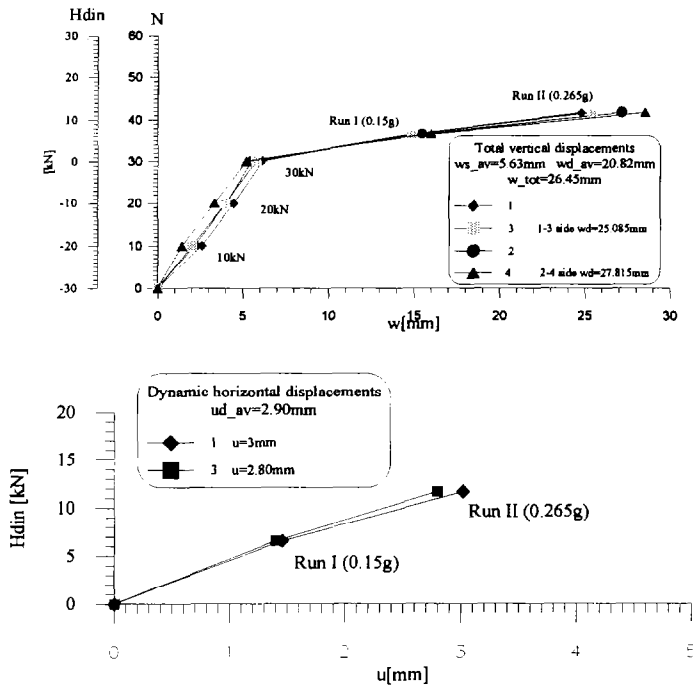 Hdin
N
30
20
10
0
-10
-20
-30
[kN]
60
50
40
30
20
10
0
Run I (0.15g)
Run II (0.265g)
30kN
20kN
10kN
Total vertical displacements
ws_av=5.63mm wd_av=20.82mm
w_tot=26.45mm
1
3 1-3 side wd=25.085mm
2
4 2-4 side wd=27.815mm
0 5 10 15 20 25 30
w[mm]
Dynamic horizontal displacements
ud_av=2.90mm
1 u=3mm
3 u=2.80mm
Hdin [kN]
20
15
10
5
0
Run II (0.265g)
Run I (0.15g)
0 1 2 3 4 5
u[mm]